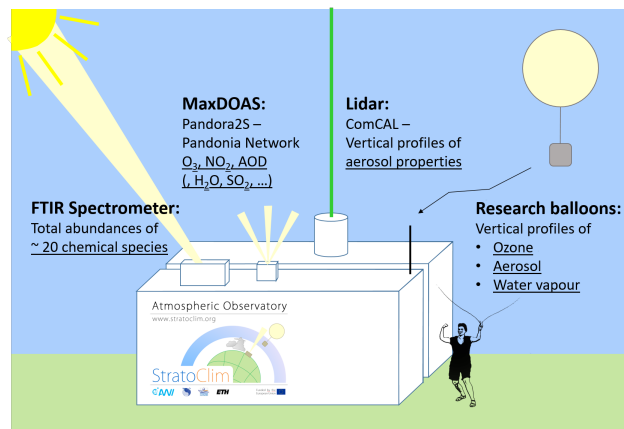 MaxDOAS:
Pandora2S –
Pandonia Network
O₃, NO₂, AOD
(, H₂O, SO₂, …)
Lidar:
ComCAL –
Vertical profiles of
aerosol properties
FTIR Spectrometer:
Total abundances of
~ 20 chemical species
Research balloons:
Vertical profiles of
• Ozone
• Aerosol
• Water vapour
Atmospheric Observatory
www.stratoclim.org
StratoClim
AWI
ETH